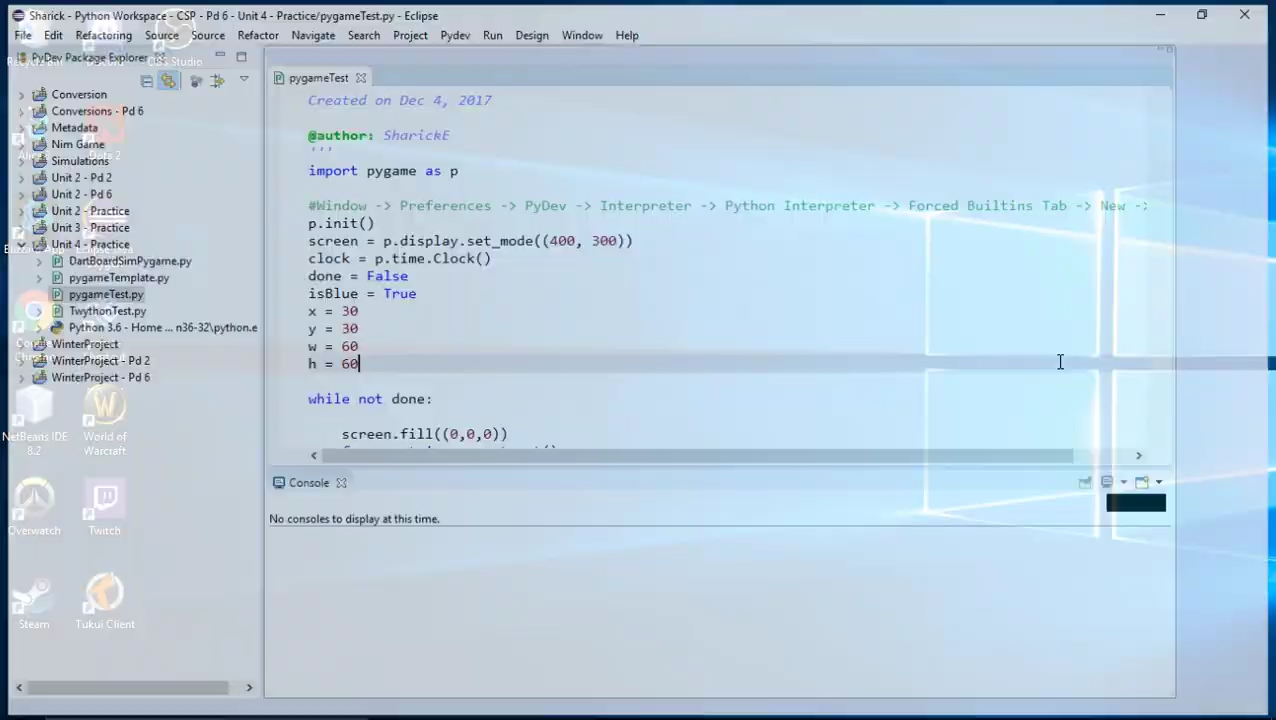 Sharick - Python Workspace - CSP - Pd 6 - Unit 4 - Practice/pygameTest.py - Eclipse
File Edit Refactoring Source Source Refactor Navigate Search Project Pydev Run Design Window Help
PyDev Package Explorer
pygameTest
Conversion
Conversions - Pd 6
Metadata
Nim Game
Simulations
Unit 2 - Pd 2
Unit 2 - Pd 6
Unit 2 - Practice
Unit 3 - Practice
Unit 4 - Practice
DartBoardSimPygame.py
pygameTemplate.py
pygameTest.py
TwythonTest.py
Python 3.6 - Home ... n36-32\python.e
WinterProject
WinterProject - Pd 2
WinterProject - Pd 6
Created on Dec 4, 2017
@author: SharickE
'''
import pygame as p
#Window -> Preferences -> PyDev -> Interpreter -> Python Interpreter -> Forced Builtins Tab -> New ->
p.init()
screen = p.display.set_mode((400, 300))
clock = p.time.Clock()
done = False
isBlue = True
x = 30
y = 30
w = 60
h = 60
while not done:
screen.fill((0,0,0))
Console
No consoles to display at this time.
Recycle Bin
OBS Studio
NetBeans IDE
8.2
World of
Warcraft
Overwatch
Twitch
Steam
Tukui Client